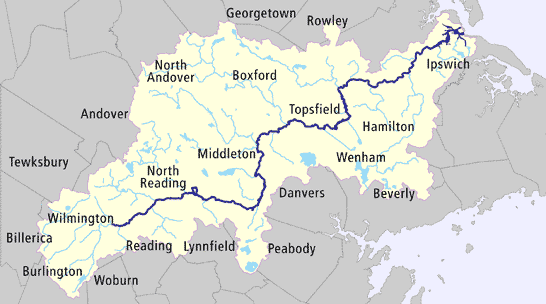 Georgetown
Rowley
North
Andover
Boxford
Ipswich
Andover
Topsfield
Hamilton
Tewksbury
Middleton
Wenham
North
Reading
Danvers
Beverly
Wilmington
Billerica
Reading
Lynnfield
Peabody
Burlington
Woburn